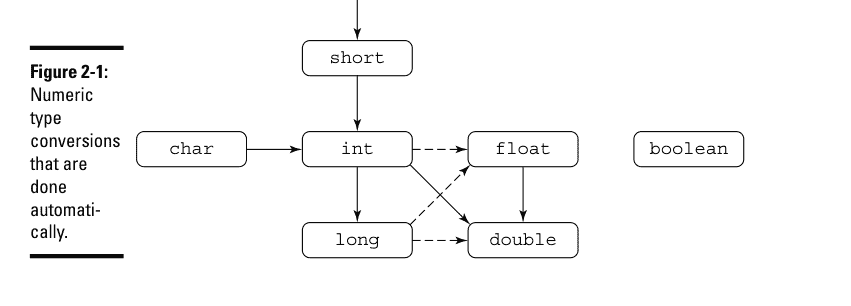 short
Figure 2-1:
Numeric
type
conversions
that are
done
automati-
cally.
char
int
float
boolean
long
double